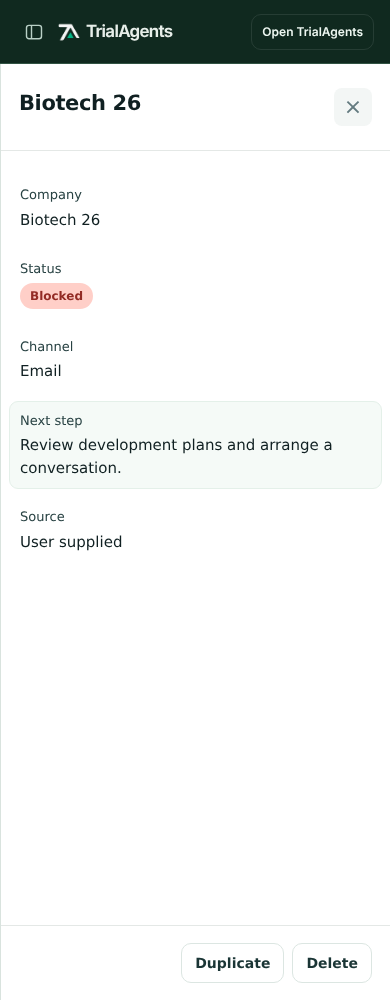 TrialAgents
Open TrialAgents
Biotech 26
Company
Biotech 26
Status
Blocked
Channel
Email
Next step
Review development plans and arrange a
conversation.
Source
User supplied
Duplicate
Delete